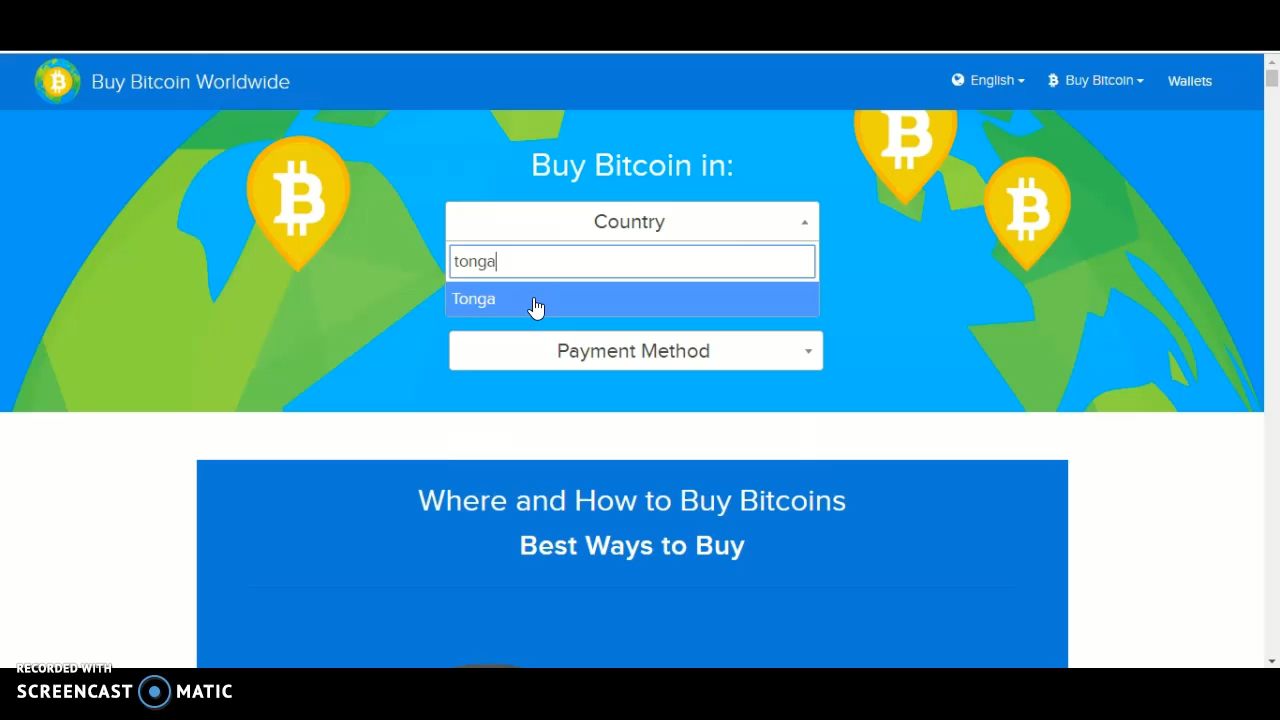 Buy Bitcoin Worldwide
English
Buy Bitcoin
Wallets
Buy Bitcoin in:
Country
tonga
Tonga
Payment Method
Where and How to Buy Bitcoins
Best Ways to Buy
RECORDED WITH
SCREENCAST MATIC